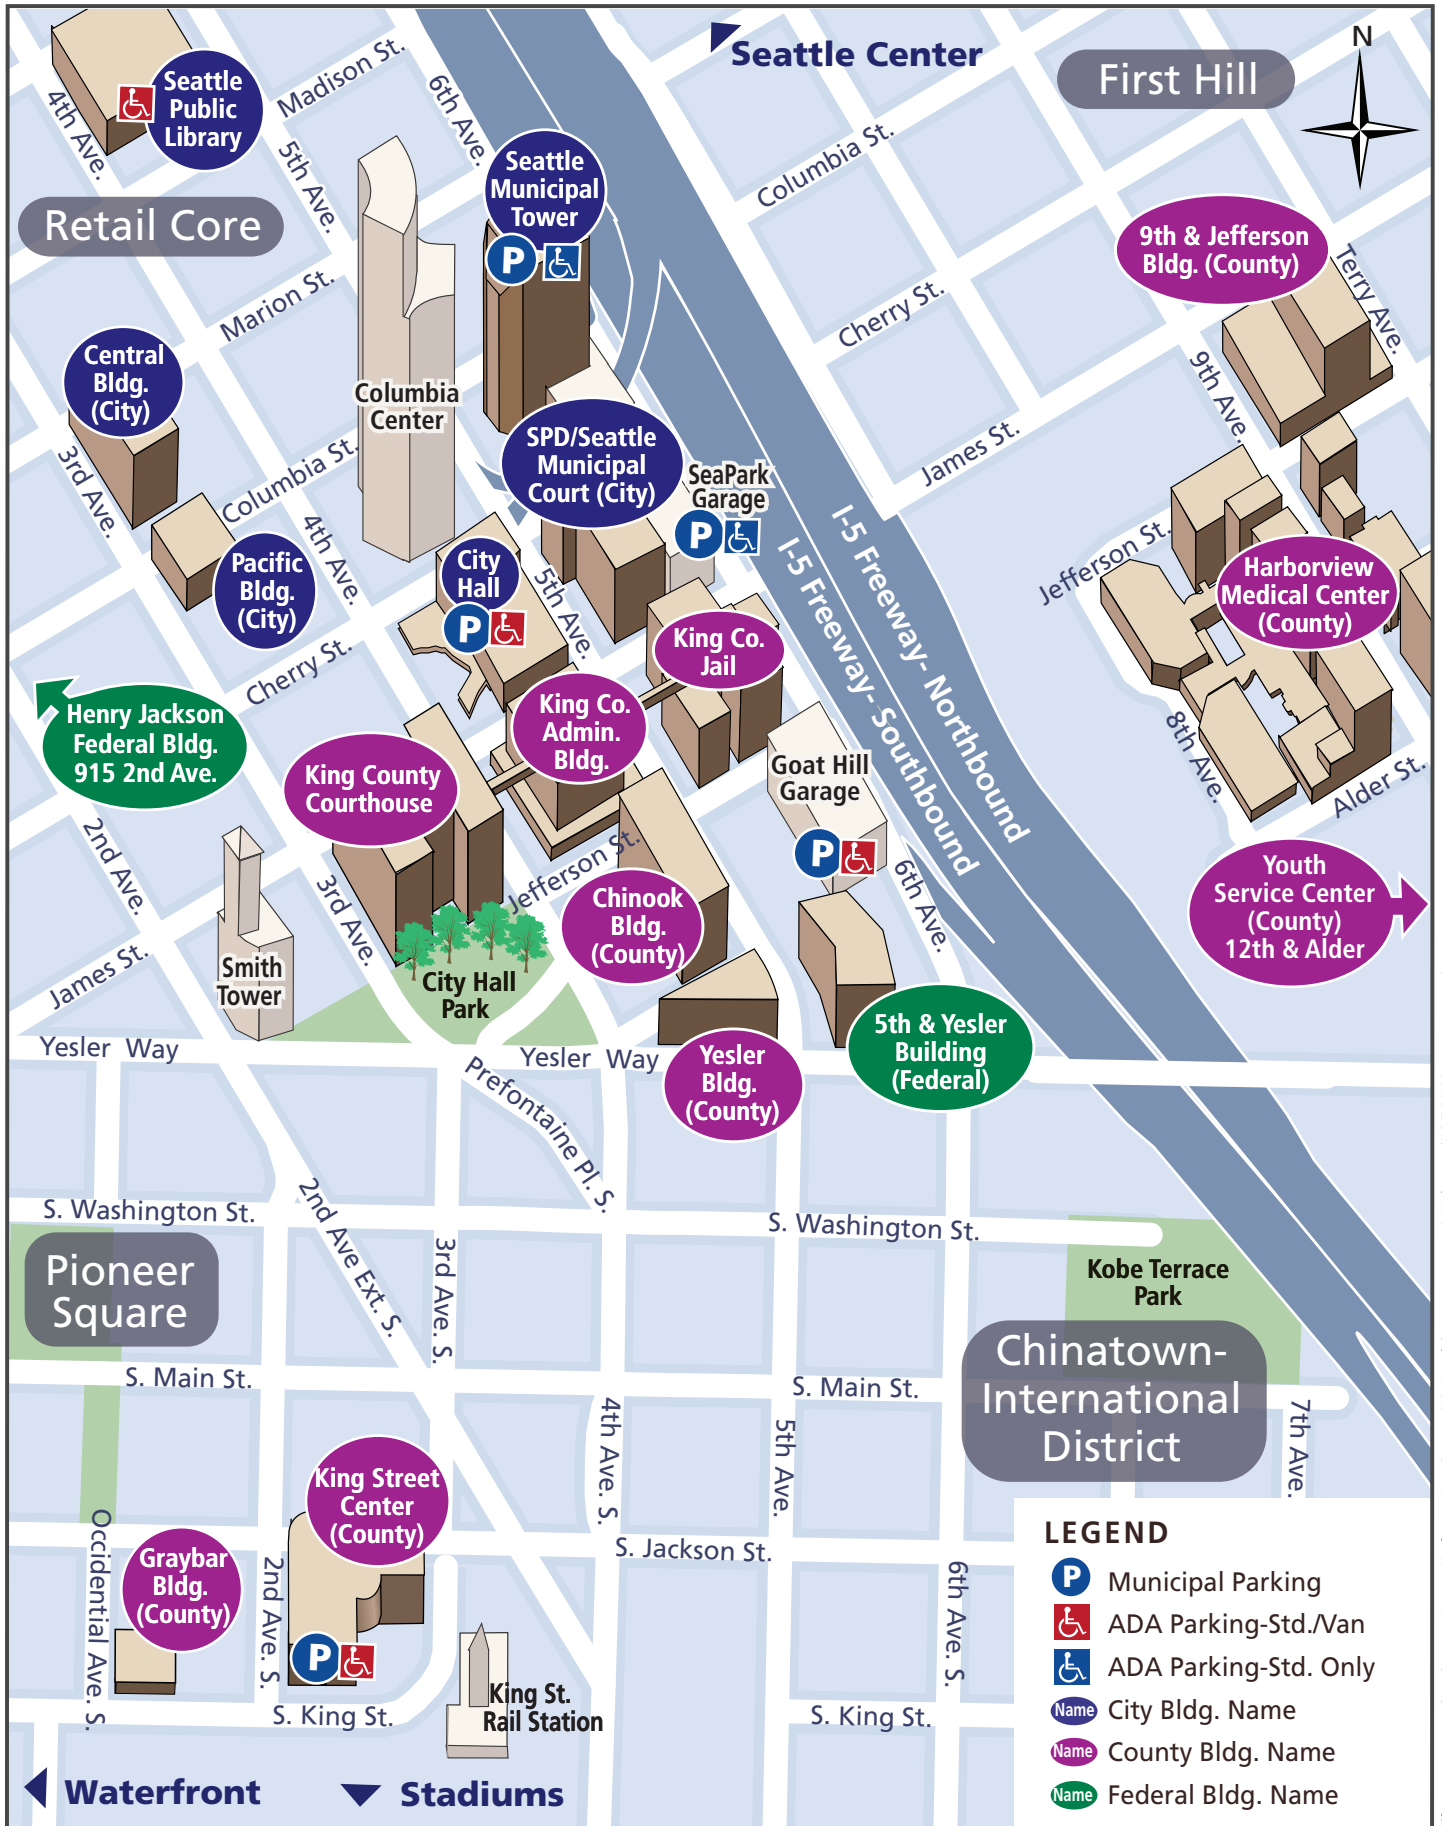 Seattle Center
N
First Hill
Madison St.
6th Ave.
Seattle
Public
Library
4th Ave.
5th Ave.
Columbia St.
Seattle
Municipal
Tower
P
Retail Core
9th & Jefferson
Bldg. (County)
Terry Ave.
Marion St.
Cherry St.
Central
Bldg.
(City)
9th Ave.
Columbia
Center
James St.
SPD/Seattle
Municipal
Court (City)
SeaPark
Garage
P
3rd Ave.
Columbia St.
4th Ave.
I-5 Freeway- Northbound
I-5 Freeway- Southbound
Jefferson St.
Pacific
Bldg.
(City)
City
Hall
P
5th Ave.
Harborview
Medical Center
(County)
King Co.
Jail
Cherry St.
Henry Jackson
Federal Bldg.
915 2nd Ave.
King Co.
Admin.
Bldg.
8th Ave.
King County
Courthouse
Goat Hill
Garage
P
Alder St.
2nd Ave.
3rd Ave.
Jefferson St.
6th Ave.
Youth
Service Center
(County)
12th & Alder
Chinook
Bldg.
(County)
James St.
Smith
Tower
City Hall
Park
5th & Yesler
Building
(Federal)
Yesler Way
Yesler Way
Yesler
Bldg.
(County)
Prefontaine Pl. S.
S. Washington St.
2nd Ave Ext. S.
S. Washington St.
3rd Ave. S.
Pioneer
Square
Kobe Terrace
Park
Chinatown-
International
District
S. Main St.
S. Main St.
4th Ave. S.
5th Ave.
7th Ave.
King Street
Center
(County)
Occidential Ave. S.
Graybar
Bldg.
(County)
2nd Ave. S.
P
S. Jackson St.
6th Ave. S.
King St.
Rail Station
S. King St.
S. King St.
Waterfront
Stadiums
LEGEND
P Municipal Parking
ADA Parking-Std./Van
ADA Parking-Std. Only
Name City Bldg. Name
Name County Bldg. Name
Name Federal Bldg. Name